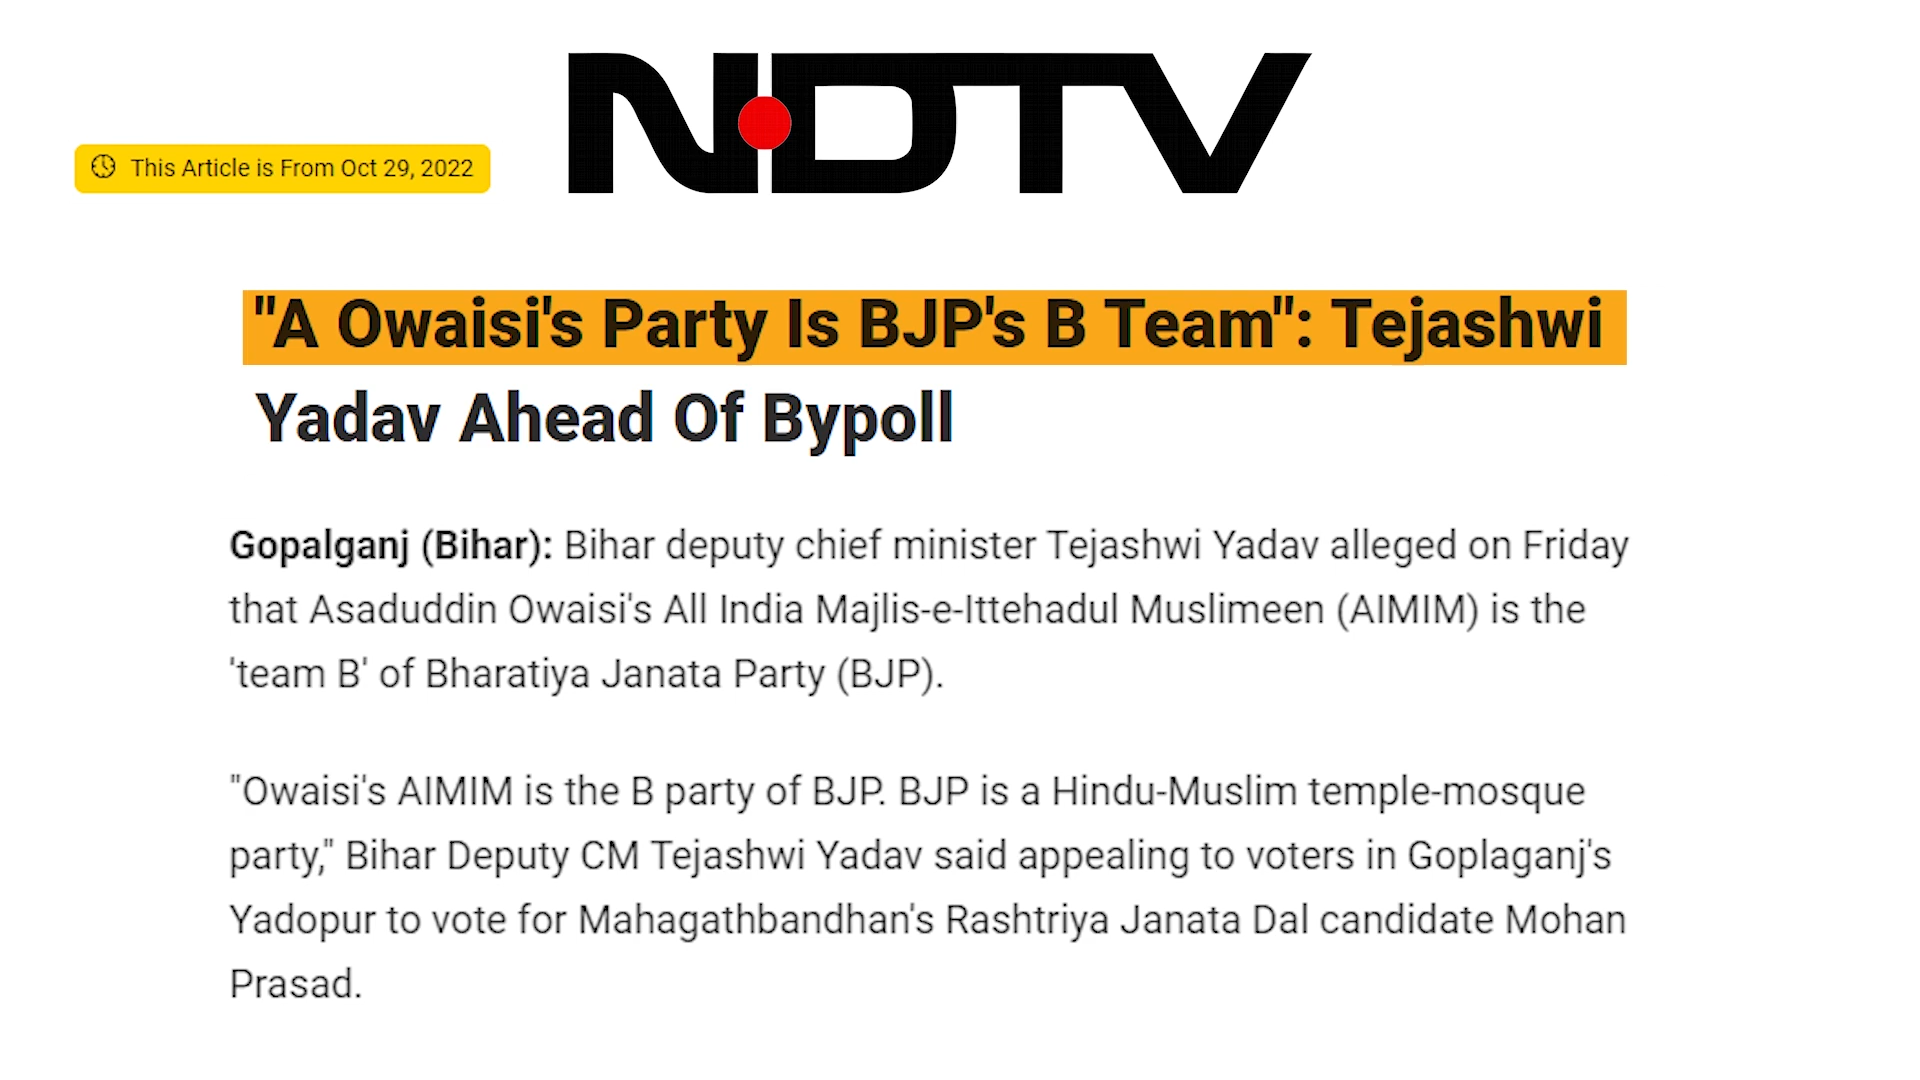 NDTV
This Article is From Oct 29, 2022
"A Owaisi's Party Is BJP's B Team": Tejashwi
Yadav Ahead Of Bypoll
Gopalganj (Bihar): Bihar deputy chief minister Tejashwi Yadav alleged on Friday
that Asaduddin Owaisi's All India Majlis-e-Ittehadul Muslimeen (AIMIM) is the
'team B' of Bharatiya Janata Party (BJP).
"Owaisi's AIMIM is the B party of BJP. BJP is a Hindu-Muslim temple-mosque
party," Bihar Deputy CM Tejashwi Yadav said appealing to voters in Goplaganj's
Yadopur to vote for Mahagathbandhan's Rashtriya Janata Dal candidate Mohan
Prasad.